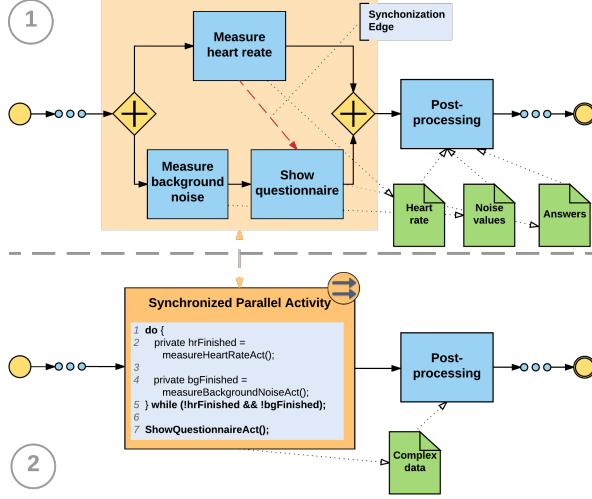 1
Measure
heart reate
Synchonization
Edge
Post-
processing
Measure
background
noise
Show
questionnaire
Heart
rate
Noise
values
Answers
Synchronized Parallel Activity
1 do {
2 private hrFinished =
measureHeartRateAct();
3
4 private bgFinished =
measureBackgroundNoiseAct();
5 } while (!hrFinished && !bgFinished);
6
7 ShowQuestionnaireAct();
Post-
processing
Complex
data
2